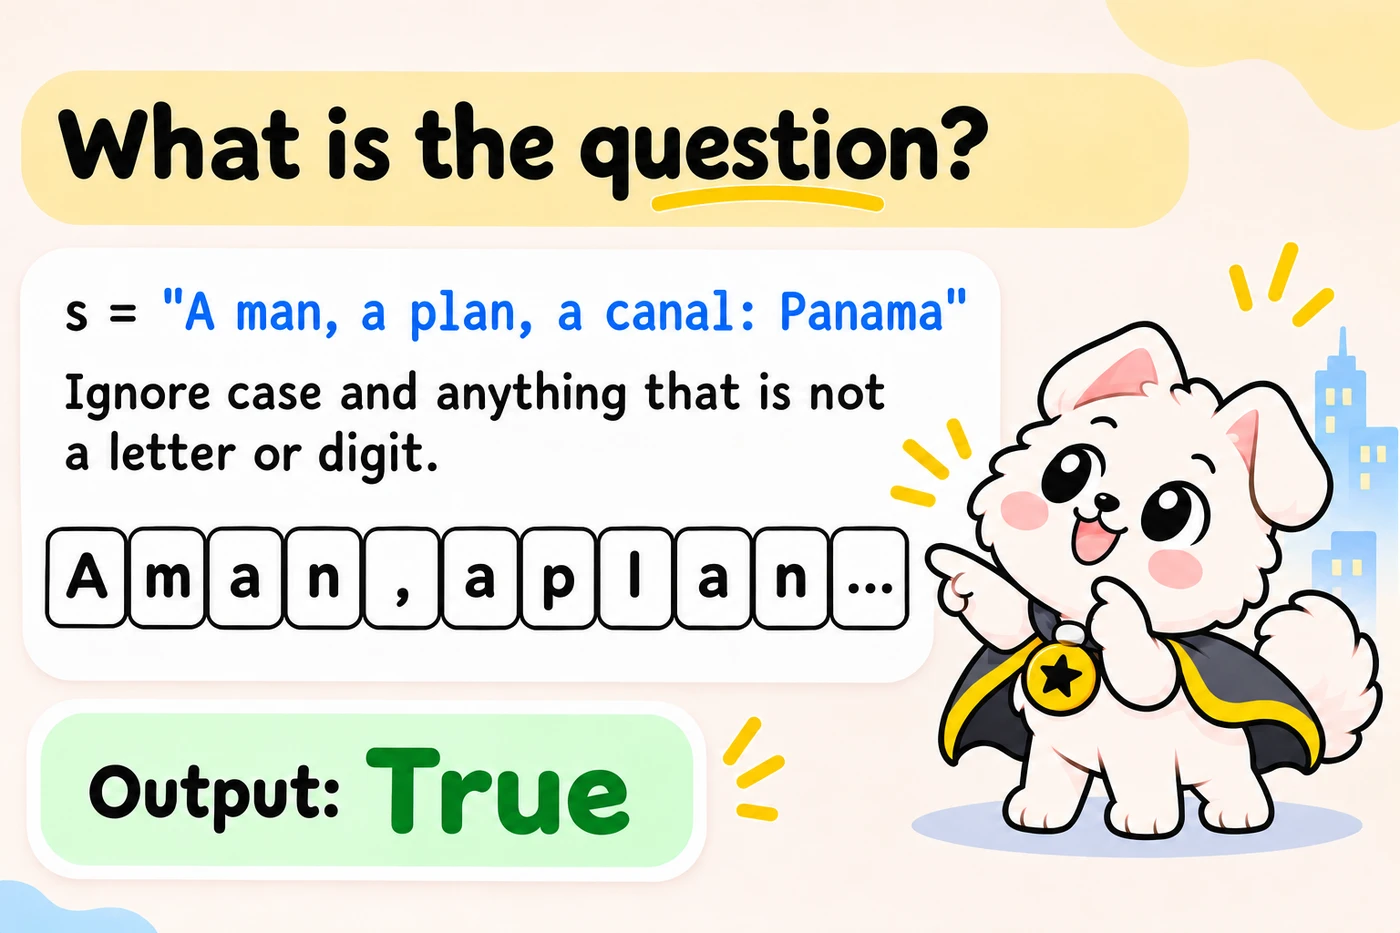 What is the question?
s = "A man, a plan, a canal: Panama"
Ignore case and anything that is not
a letter or digit.
A m a n , a p l a n ...
Output: True